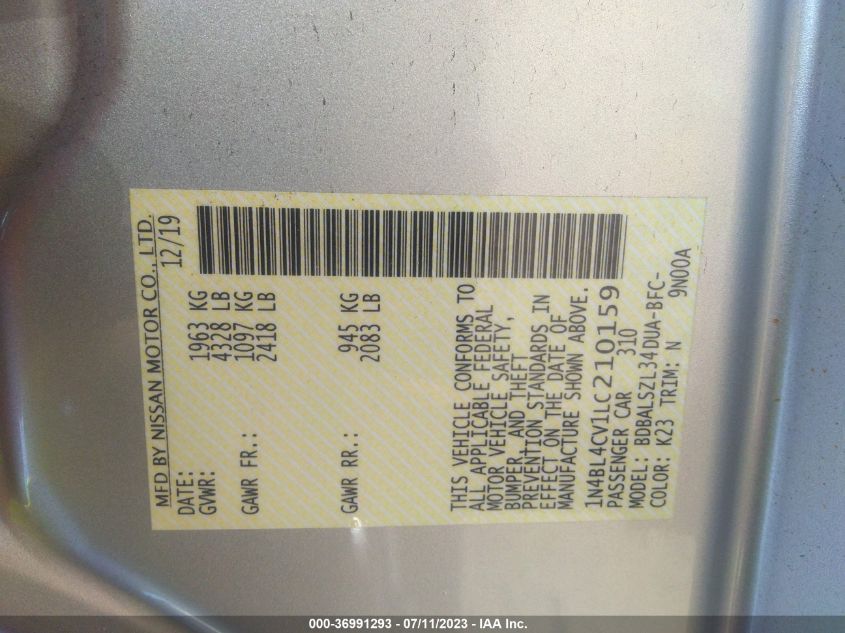 MFD BY NISSAN MOTOR CO., LTD.
DATE: 12/19
GVWR: 1963 KG
4328 LB
GAWR FR.: 1097 KG
2418 LB
GAWR RR.: 945 KG
2083 LB
THIS VEHICLE CONFORMS TO
ALL APPLICABLE FEDERAL
MOTOR VEHICLE SAFETY,
BUMPER, AND THEFT
PREVENTION STANDARDS IN
EFFECT ON THE DATE OF
MANUFACTURE SHOWN ABOVE.
1N4BL4CV1LC210159
PASSENGER CAR 310
MODEL: BDBALSZL34DUA-BFC-
COLOR: K23 TRIM: N 9N00A
000-36991293 - 07/11/2023 - IAA Inc.